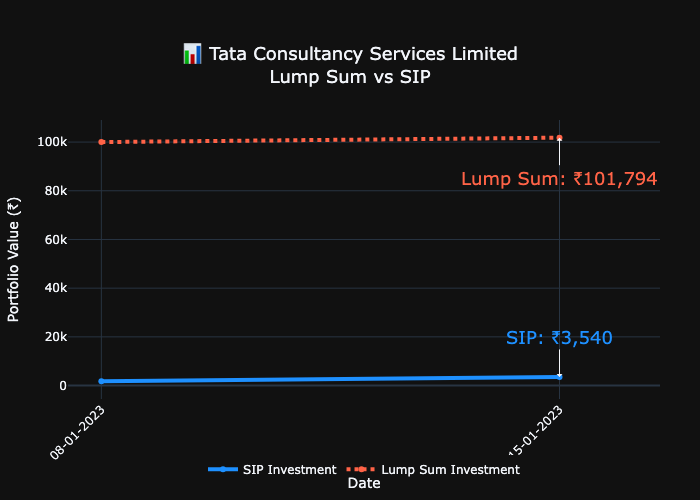 📊 Tata Consultancy Services Limited
Lump Sum vs SIP
Portfolio Value (₹)
100k
80k
60k
40k
20k
0
Lump Sum: ₹101,794
SIP: ₹3,540
08-01-2023
15-01-2023
SIP Investment
Lump Sum Investment
Date